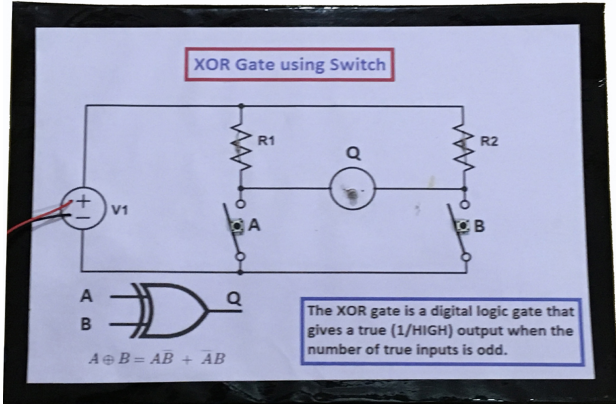 XOR Gate using Switch
R1
R2
Q
+
−
V1
A
B
A
B
Q
A ⊕ B = AB̅ + A̅B
The XOR gate is a digital logic gate that
gives a true (1/HIGH) output when the
number of true inputs is odd.